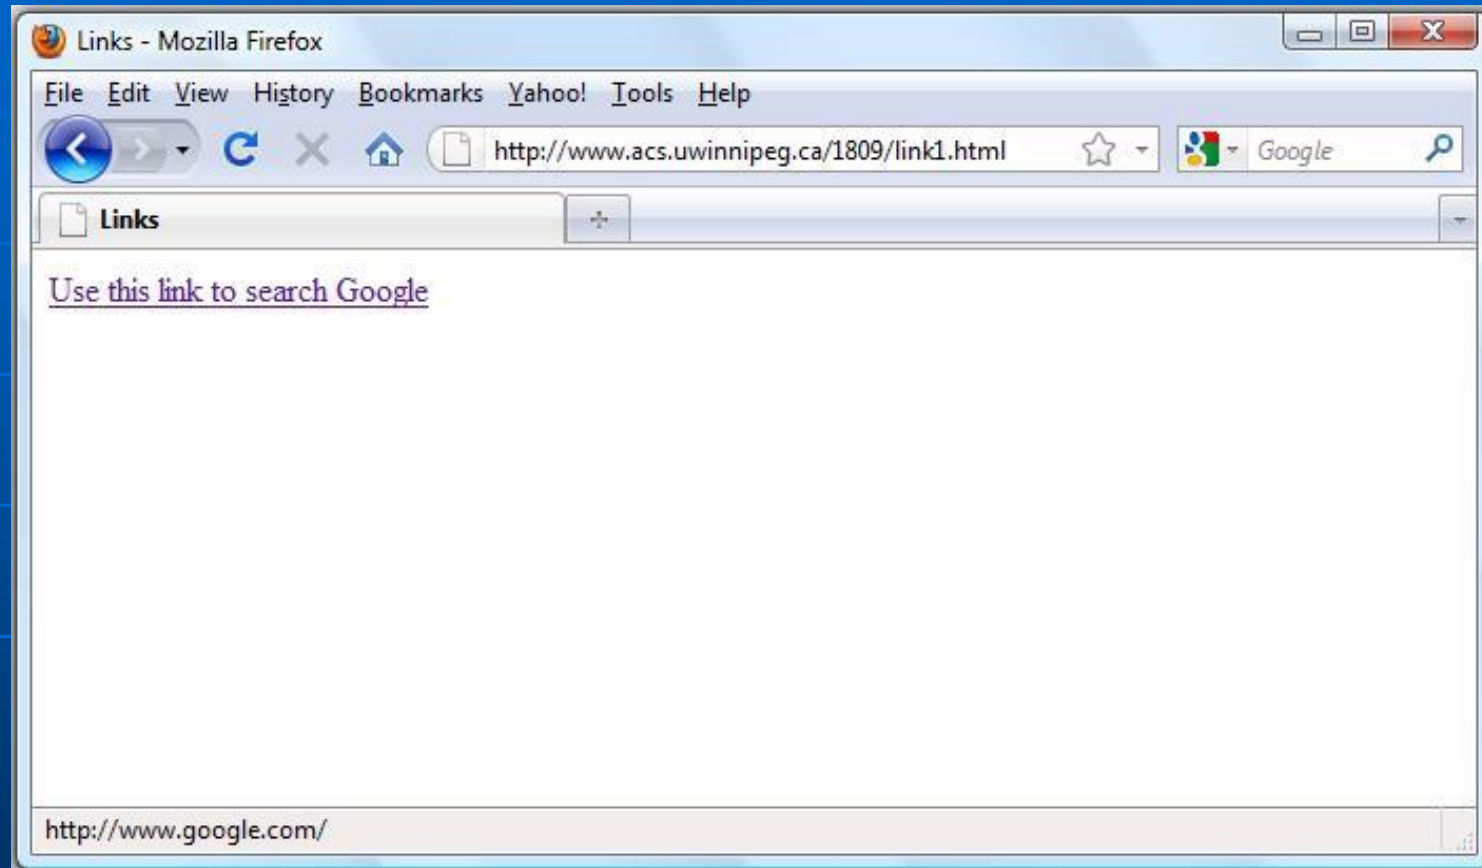 Links - Mozilla Firefox
File Edit View History Bookmarks Yahoo! Tools Help
http://www.acs.uwinnipeg.ca/1809/link1.html Google
Links
Use this link to search Google
http://www.google.com/